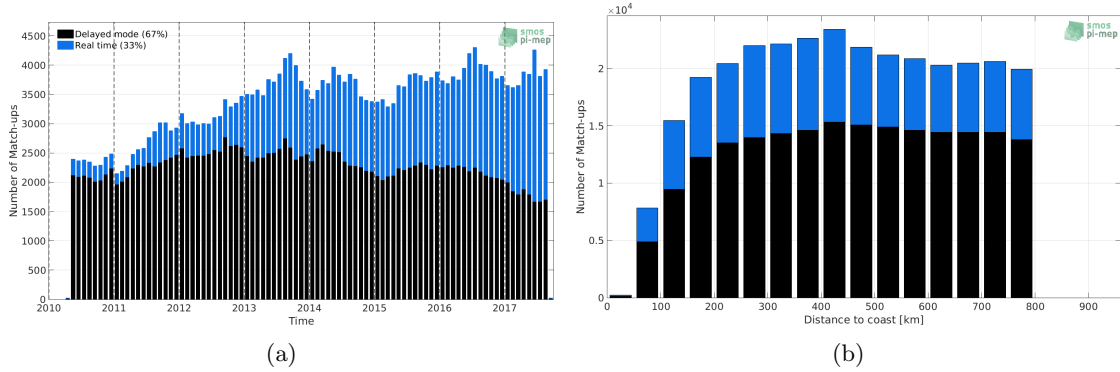 Delayed mode (67%)
Real time (33%)
smos
pi-mep
Number of Match-ups
4500
4000
3500
3000
2500
2000
1500
1000
500
0
2010 2011 2012 2013 2014 2015 2016 2017
Time
(a)
×10⁴
smos
pi-mep
Number of Match-ups
2
1.5
1
0.5
0
0 100 200 300 400 500 600 700 800 900
Distance to coast [km]
(b)